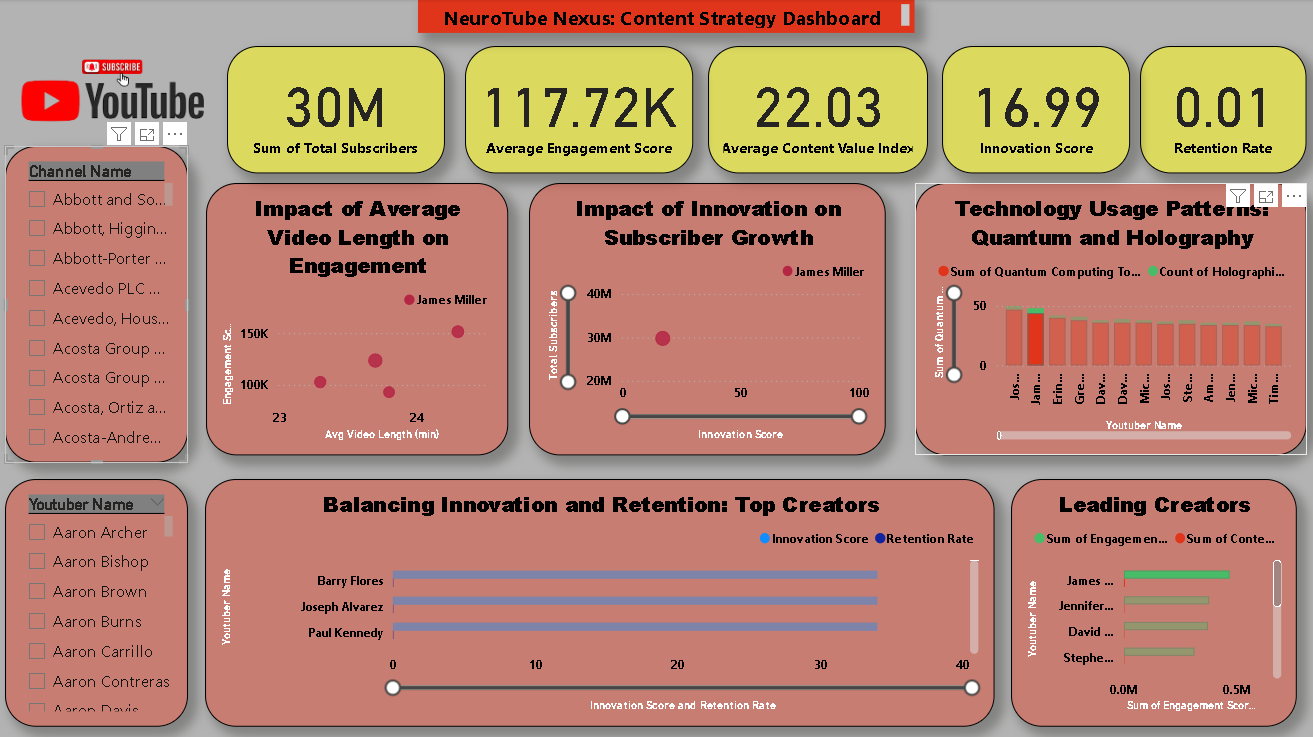 NeuroTube Nexus: Content Strategy Dashboard
SUBSCRIBE
YouTube
30M
Sum of Total Subscribers
117.72K
Average Engagement Score
22.03
Average Content Value Index
16.99
Innovation Score
0.01
Retention Rate
Channel Name
Abbott and So...
Abbott, Higgin...
Abbott-Porter ...
Acevedo PLC ...
Acevedo, Hous...
Acosta Group ...
Acosta Group ...
Acosta, Ortiz a...
Acosta-Andre...
Impact of Average
Video Length on
Engagement
James Miller
Engagement Sc...
150K
100K
23
24
Avg Video Length (min)
Impact of Innovation on
Subscriber Growth
James Miller
Total Subscribers
40M
30M
20M
0
50
100
Innovation Score
Technology Usage Patterns:
Quantum and Holography
Sum of Quantum Computing To...
Count of Holographi...
Sum of Quantum ...
50
0
Jos...
Jam...
Erin...
Gre...
Dav...
Dav...
Mic...
Jos...
Ste...
Am...
Jen...
Mic...
Tim...
Youtuber Name
Youtuber Name
Aaron Archer
Aaron Bishop
Aaron Brown
Aaron Burns
Aaron Carrillo
Aaron Contreras
Aaron Davis
Balancing Innovation and Retention: Top Creators
Innovation Score
Retention Rate
Youtuber Name
Barry Flores
Joseph Alvarez
Paul Kennedy
0
10
20
30
40
Innovation Score and Retention Rate
Leading Creators
Sum of Engagemen...
Sum of Conte...
Youtuber Name
James ...
Jennifer...
David ...
Stephe...
0.0M
0.5M
Sum of Engagement Scor...